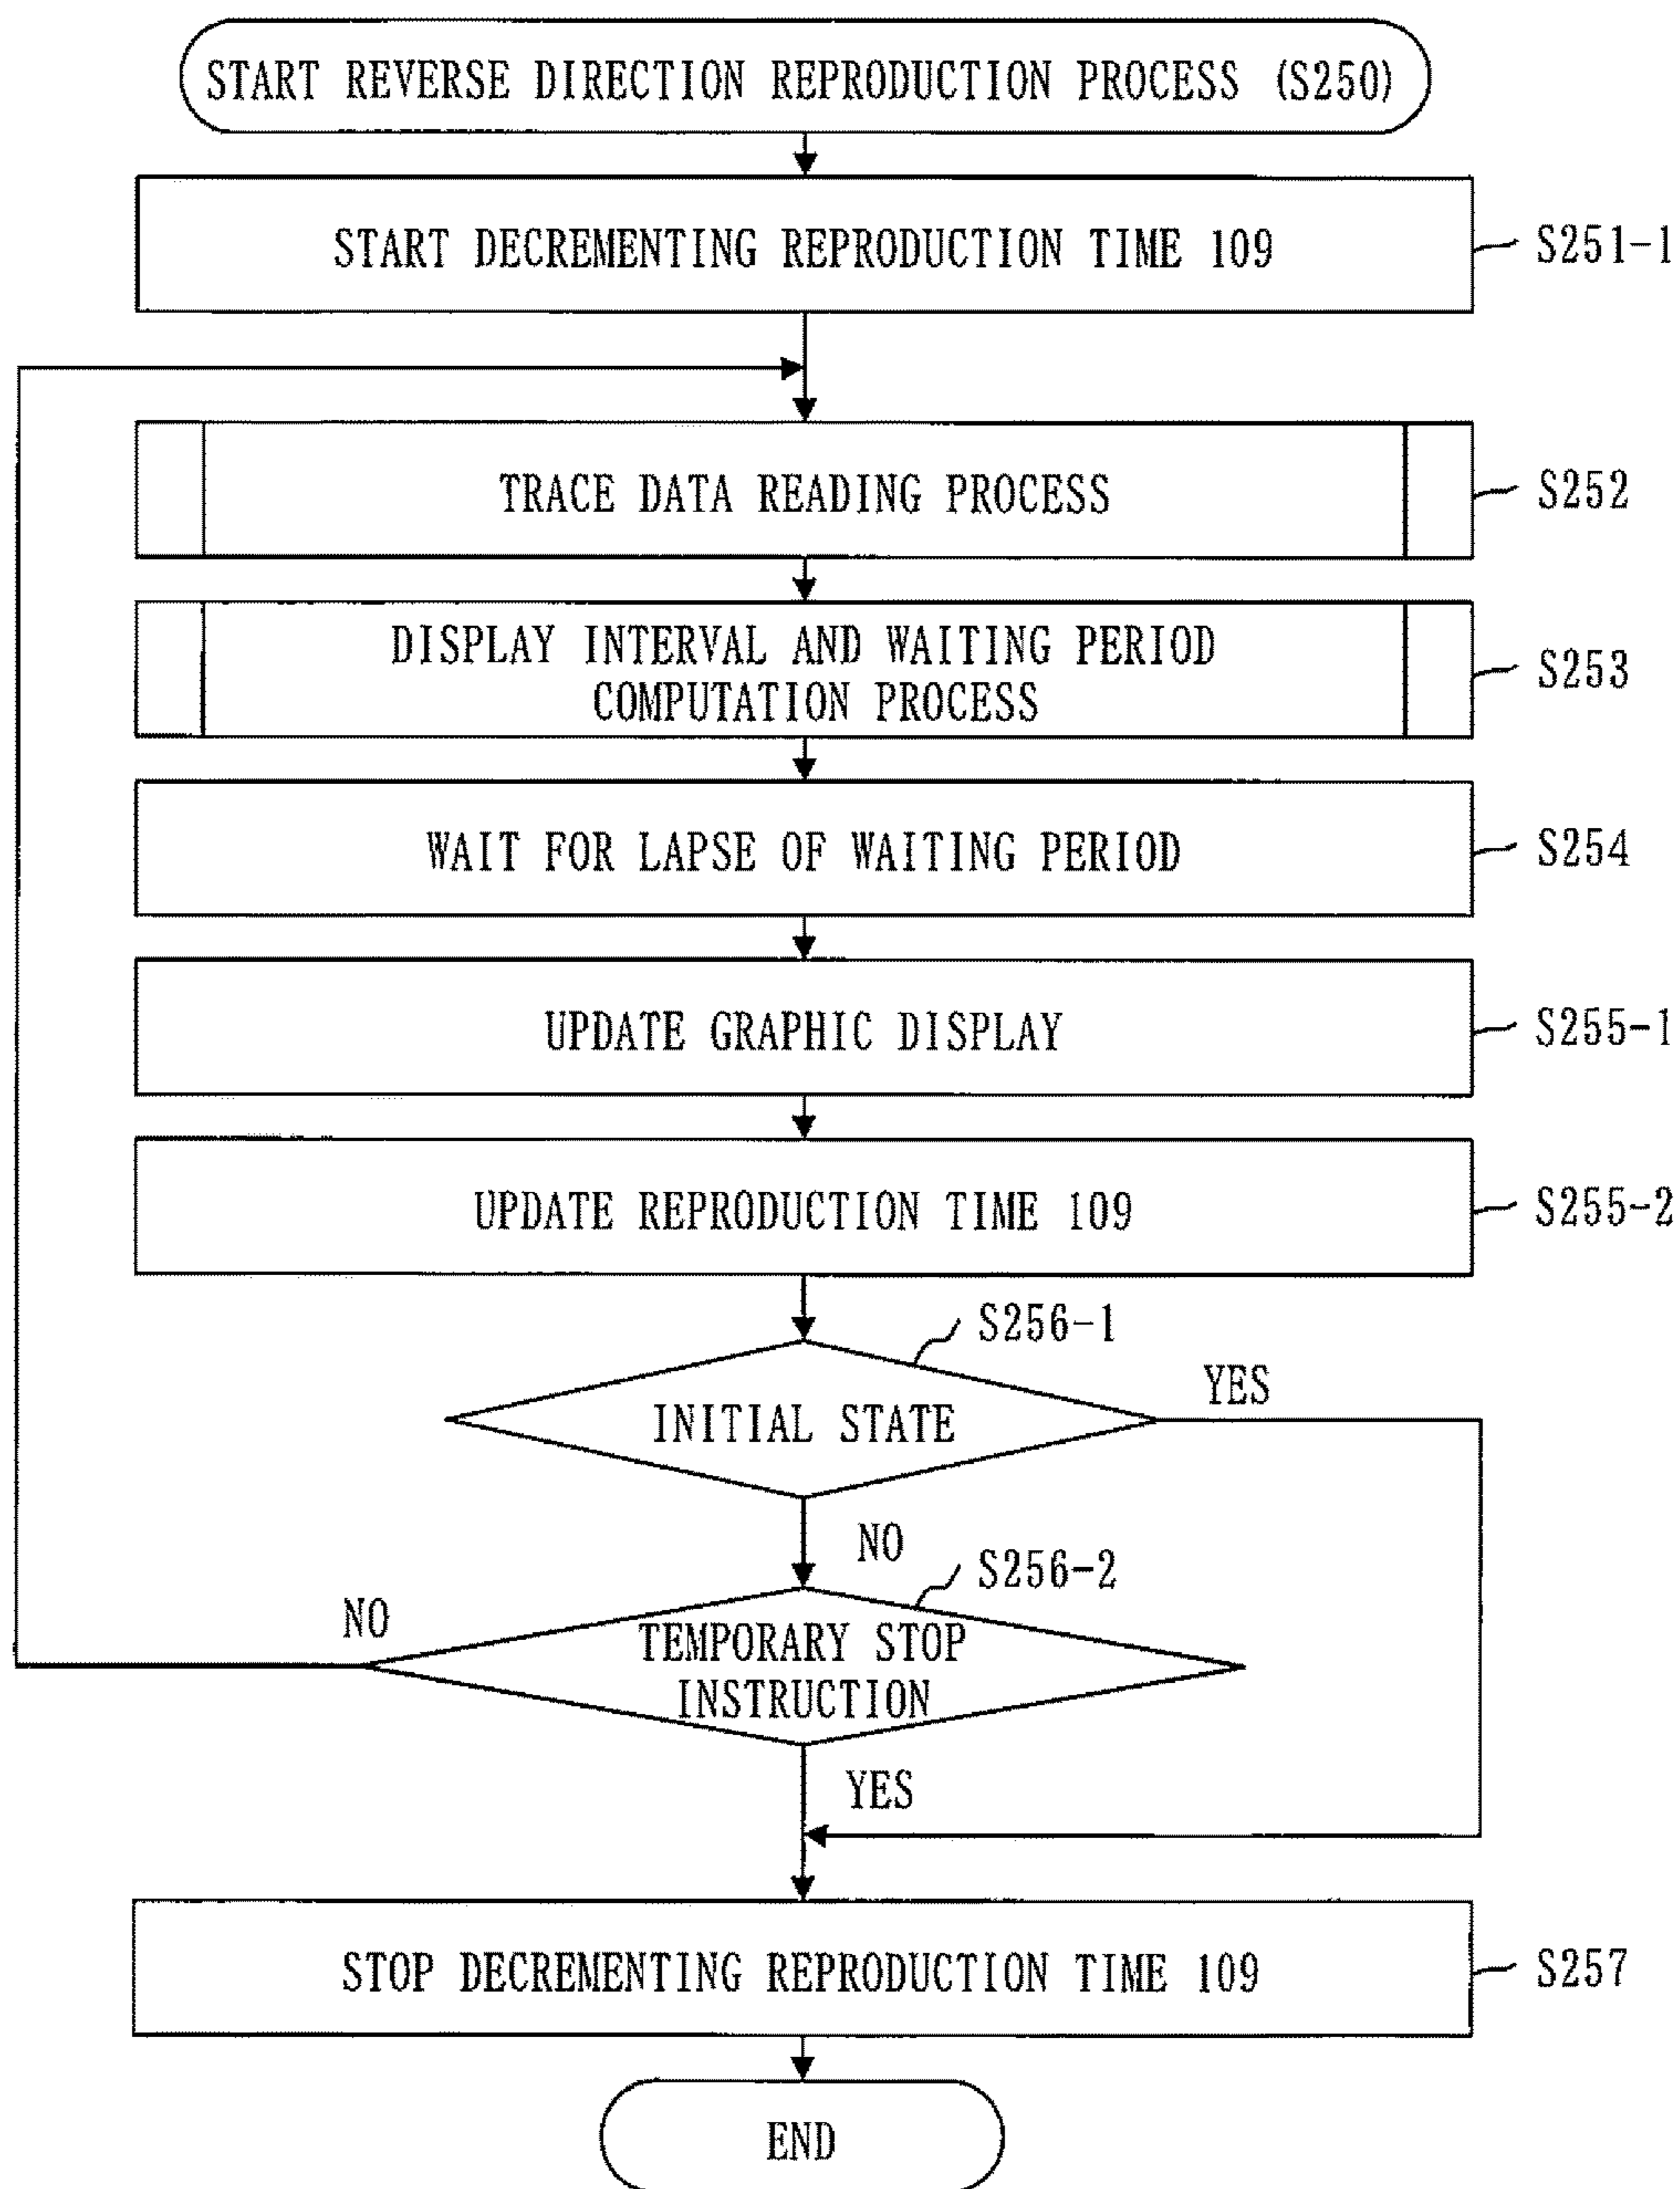 START REVERSE DIRECTION REPRODUCTION PROCESS (S250)
START DECREMENTING REPRODUCTION TIME 109
S251-1
TRACE DATA READING PROCESS
S252
DISPLAY INTERVAL AND WAITING PERIOD
COMPUTATION PROCESS
S253
WAIT FOR LAPSE OF WAITING PERIOD
S254
UPDATE GRAPHIC DISPLAY
S255-1
UPDATE REPRODUCTION TIME 109
S255-2
S256-1
YES
INITIAL STATE
NO
S256-2
NO
TEMPORARY STOP
INSTRUCTION
YES
STOP DECREMENTING REPRODUCTION TIME 109
S257
END